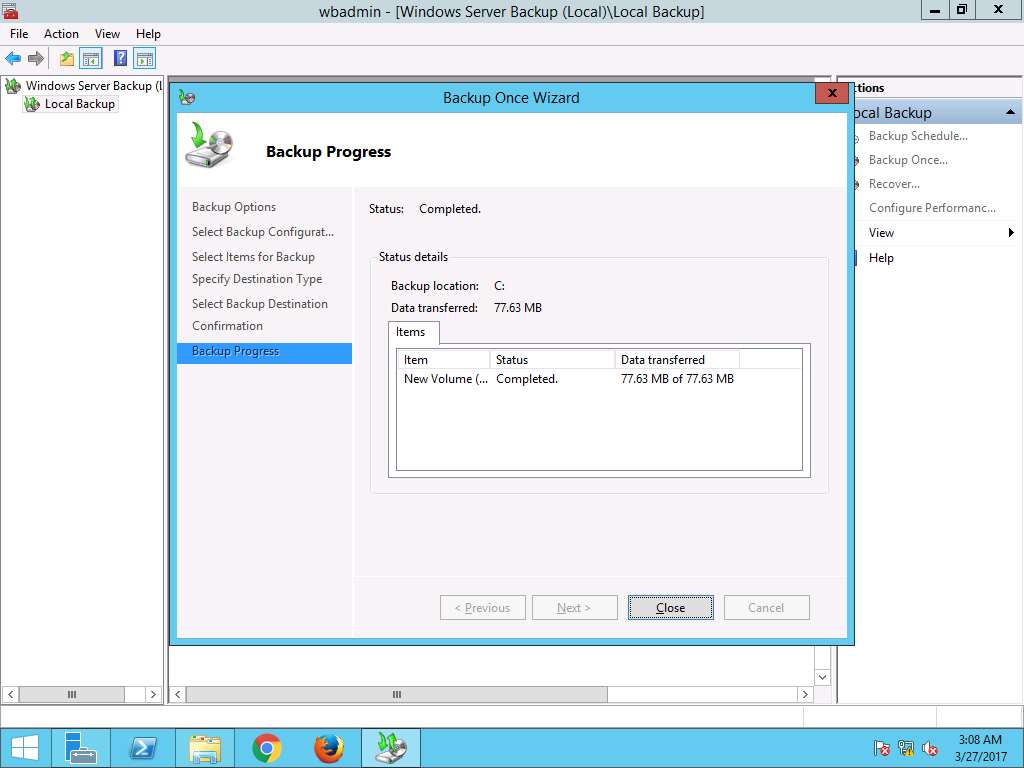 wbadmin - [Windows Server Backup (Local)\Local Backup]
File Action View Help
Windows Server Backup (L
Local Backup
Backup Once Wizard
x
Backup Progress
Backup Options
Select Backup Configurat...
Select Items for Backup
Specify Destination Type
Select Backup Destination
Confirmation
Backup Progress
Status: Completed.
Status details
Backup location: C:
Data transferred: 77.63 MB
Items
Item Status Data transferred
New Volume (... Completed. 77.63 MB of 77.63 MB
< Previous Next > Close Cancel
ctions
ocal Backup
Backup Schedule...
Backup Once...
Recover...
Configure Performanc...
View
Help
3:08 AM
3/27/2017